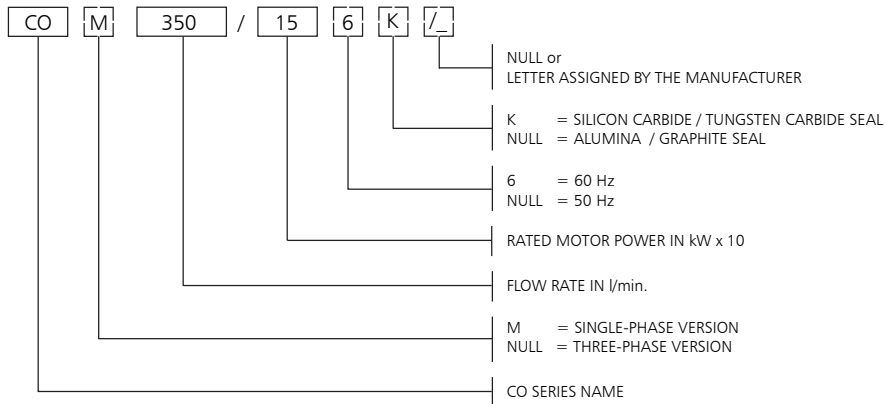 CO M 350 / 15 6 K /_
NULL or
LETTER ASSIGNED BY THE MANUFACTURER
K = SILICON CARBIDE / TUNGSTEN CARBIDE SEAL
NULL = ALUMINA / GRAPHITE SEAL
6 = 60 Hz
NULL = 50 Hz
RATED MOTOR POWER IN kW x 10
FLOW RATE IN l/min.
M = SINGLE-PHASE VERSION
NULL = THREE-PHASE VERSION
CO SERIES NAME